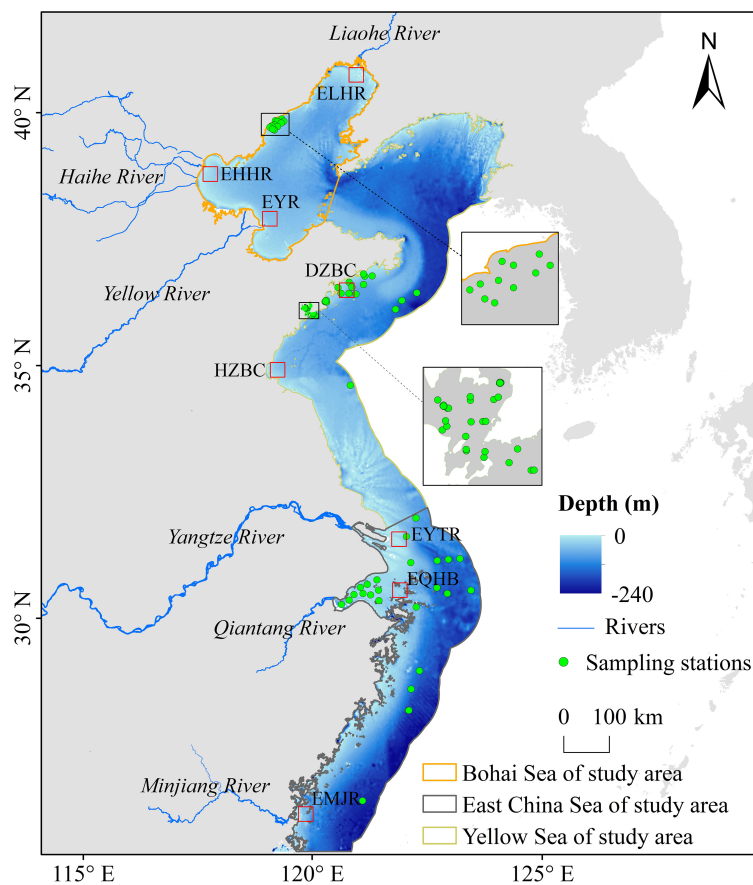 Liaohe River
N
ELHR
40° N
Haihe River
EHHR
EYR
DZBC
Yellow River
35° N
HZBC
Depth (m)
0
-240
Yangtze River
EYTR
EQHB
30° N
Qiantang River
Rivers
Sampling stations
0 100 km
Minjiang River
EMJR
Bohai Sea of study area
East China Sea of study area
Yellow Sea of study area
115° E
120° E
125° E